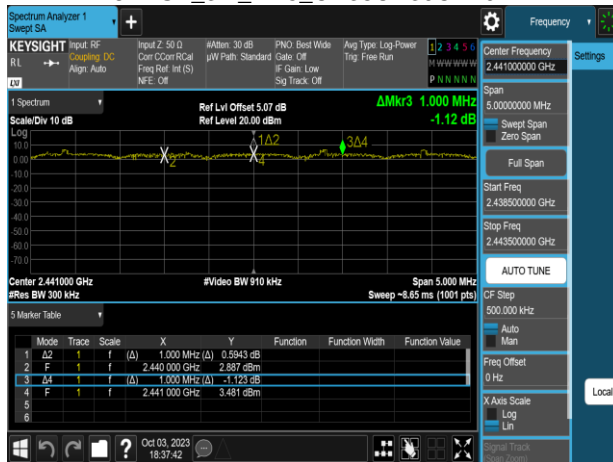 Spectrum Analyzer 1
Swept SA
Frequency
KEYSIGHT
RL
LXI
Input: RF
Coupling: DC
Align: Auto
Input Z: 50 Ω
Corr CCorr RCal
Freq Ref: Int (S)
NFE: Off
#Atten: 30 dB
µW Path: Standard
PNO: Best Wide
Gate: Off
IF Gain: Low
Sig Track: Off
Avg Type: Log-Power
Trig: Free Run
1 2 3 4 5 6
M W W W W W
P N N N N N
1 Spectrum
Scale/Div 10 dB
Ref Lvl Offset 5.07 dB
Ref Level 20.00 dBm
ΔMkr3 1.000 MHz
-1.12 dB
Log
10.0
0.00
-10.0
-20.0
-30.0
-40.0
-50.0
-60.0
-70.0
1Δ2
2
4
3Δ4
Center 2.441000 GHz
#Res BW 300 kHz
#Video BW 910 kHz
Span 5.000 MHz
Sweep ~8.65 ms (1001 pts)
5 Marker Table
Mode Trace Scale X Y Function Function Width Function Value
1 Δ2 1 f (Δ) 1.000 MHz (Δ) 0.5943 dB
2 F 1 f 2.440 000 GHz 2.887 dBm
3 Δ4 1 f (Δ) 1.000 MHz (Δ) -1.123 dB
4 F 1 f 2.441 000 GHz 3.481 dBm
5
6
Oct 03, 2023
18:37:42
Center Frequency
2.441000000 GHz
Settings
Span
5.00000000 MHz
Swept Span
Zero Span
Full Span
Start Freq
2.438500000 GHz
Stop Freq
2.443500000 GHz
AUTO TUNE
CF Step
500.000 kHz
Auto
Man
Freq Offset
0 Hz
X Axis Scale
Log
Lin
Local
Signal Track
(Span Zoom)